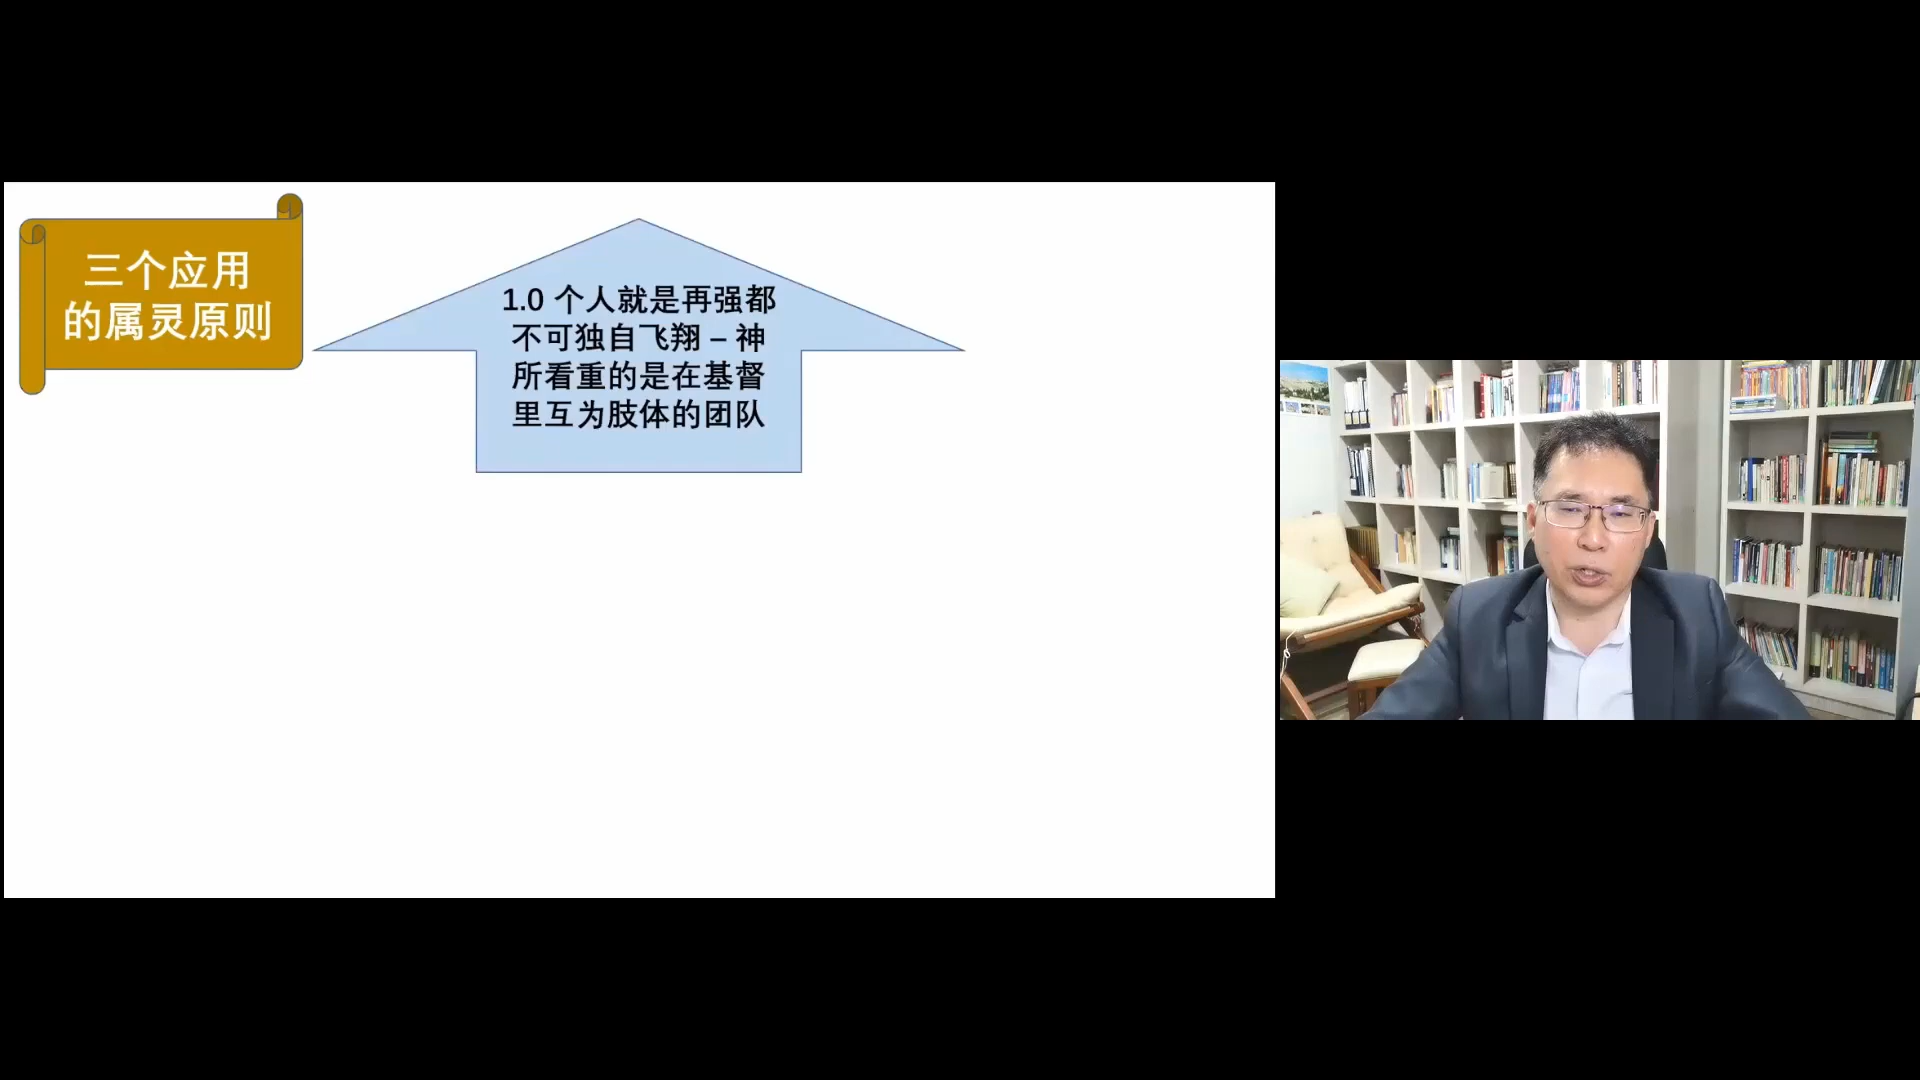 三个应用
的属灵原则
1.0 个人就是再强都
不可独自飞翔 – 神
所看重的是在基督
里互为肢体的团队